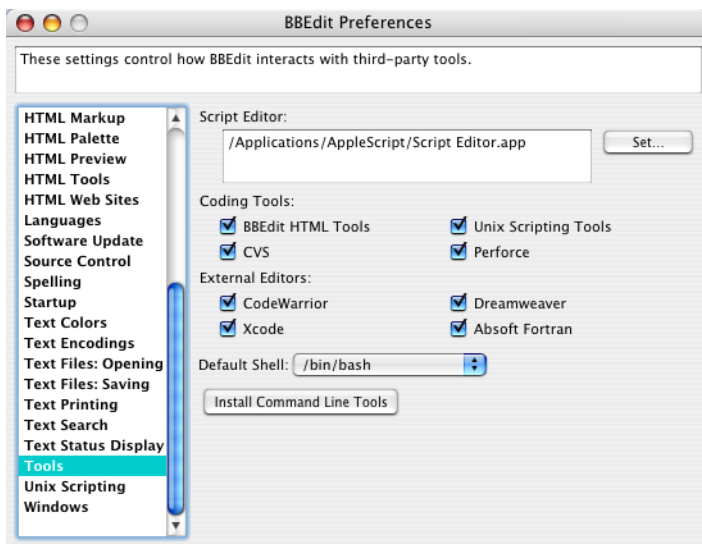 BBEdit Preferences
These settings control how BBEdit interacts with third-party tools.
HTML Markup
HTML Palette
HTML Preview
HTML Tools
HTML Web Sites
Languages
Software Update
Source Control
Spelling
Startup
Text Colors
Text Encodings
Text Files: Opening
Text Files: Saving
Text Printing
Text Search
Text Status Display
Tools
Unix Scripting
Windows
Script Editor:
/Applications/AppleScript/Script Editor.app
Set...
Coding Tools:
BBEdit HTML Tools
Unix Scripting Tools
CVS
Perforce
External Editors:
CodeWarrior
Dreamweaver
Xcode
Absoft Fortran
Default Shell: /bin/bash
Install Command Line Tools